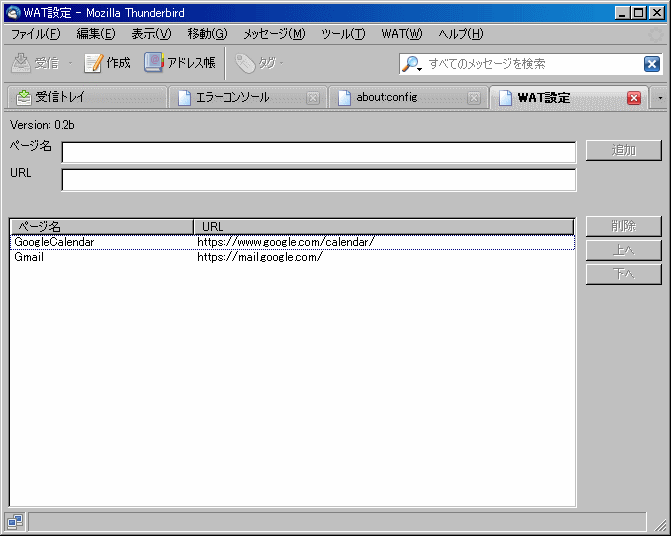 WAT設定 - Mozilla Thunderbird
ファイル(F) 編集(E) 表示(V) 移動(G) メッセージ(M) ツール(T) WAT(W) ヘルプ(H)
受信 作成 アドレス帳 タグ すべてのメッセージを検索
受信トレイ エラーコンソール about:config WAT設定
Version: 0.2b
ページ名 追加
URL
ページ名 URL 削除
GoogleCalendar https://www.google.com/calendar/
上へ
Gmail https://mail.google.com/
下へ